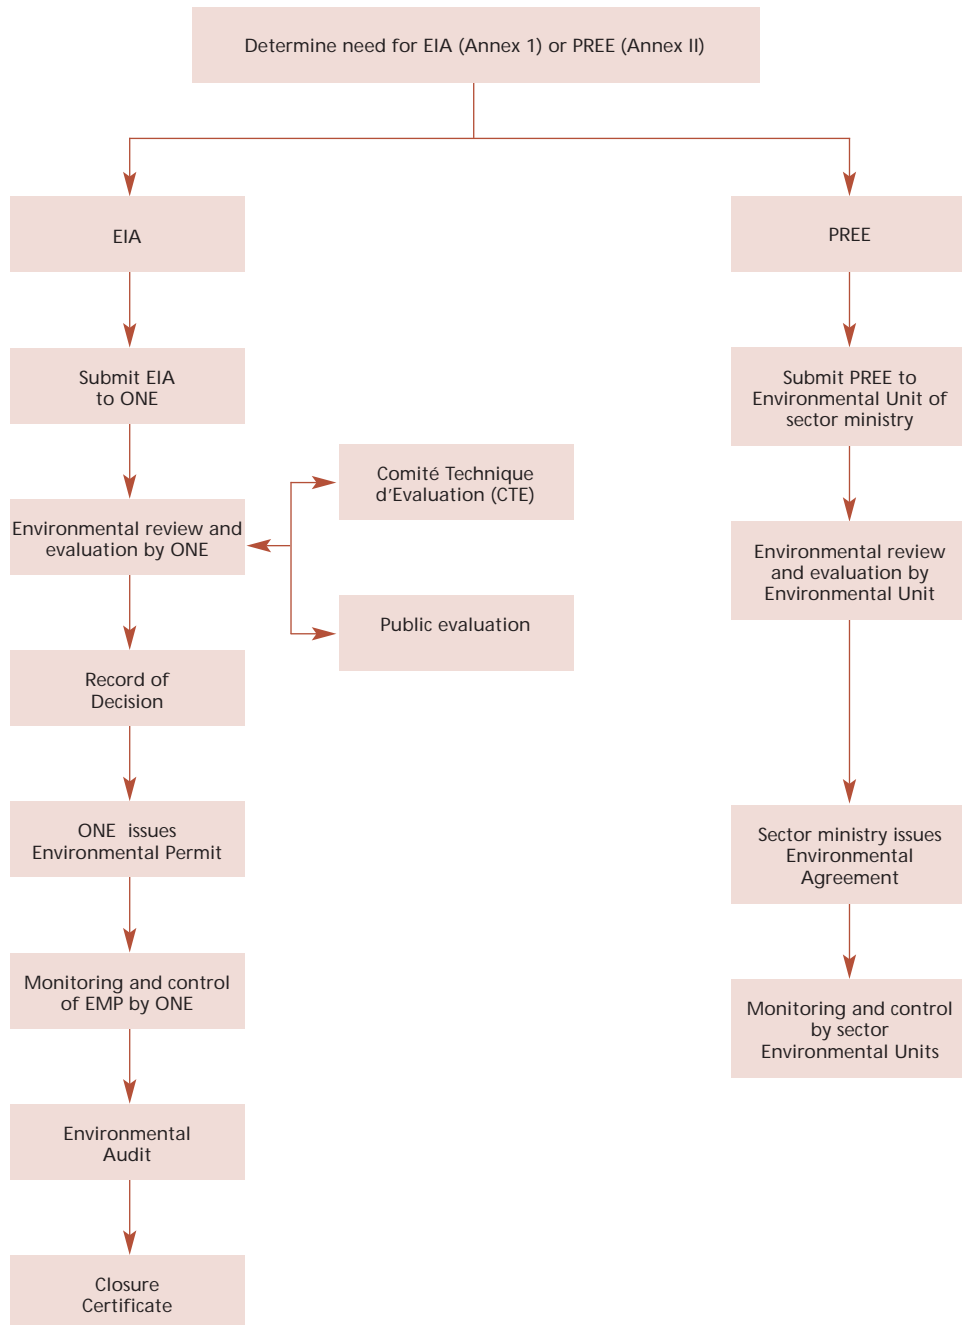 Determine need for EIA (Annex 1) or PREE (Annex II)
EIA
PREE
Submit EIA
to ONE
Submit PREE to
Environmental Unit of
sector ministry
Comité Technique
d'Evaluation (CTE)
Environmental review and
evaluation by ONE
Environmental review
and evaluation by
Environmental Unit
Public evaluation
Record of
Decision
ONE issues
Environmental Permit
Sector ministry issues
Environmental
Agreement
Monitoring and control
of EMP by ONE
Monitoring and control
by sector
Environmental Units
Environmental
Audit
Closure
Certificate